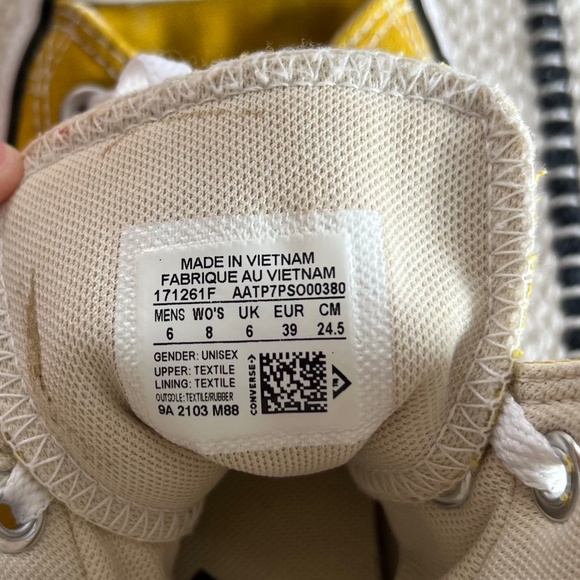 MADE IN VIETNAM
FABRIQUE AU VIETNAM
171261F AATP7PSO00380
MENS WO'S UK EUR CM
6 8 6 39 24.5
GENDER: UNISEX
UPPER: TEXTILE
LINING: TEXTILE
OUTSOLE: TEXTILE/RUBBER
9A 2103 M88
CONVERSE